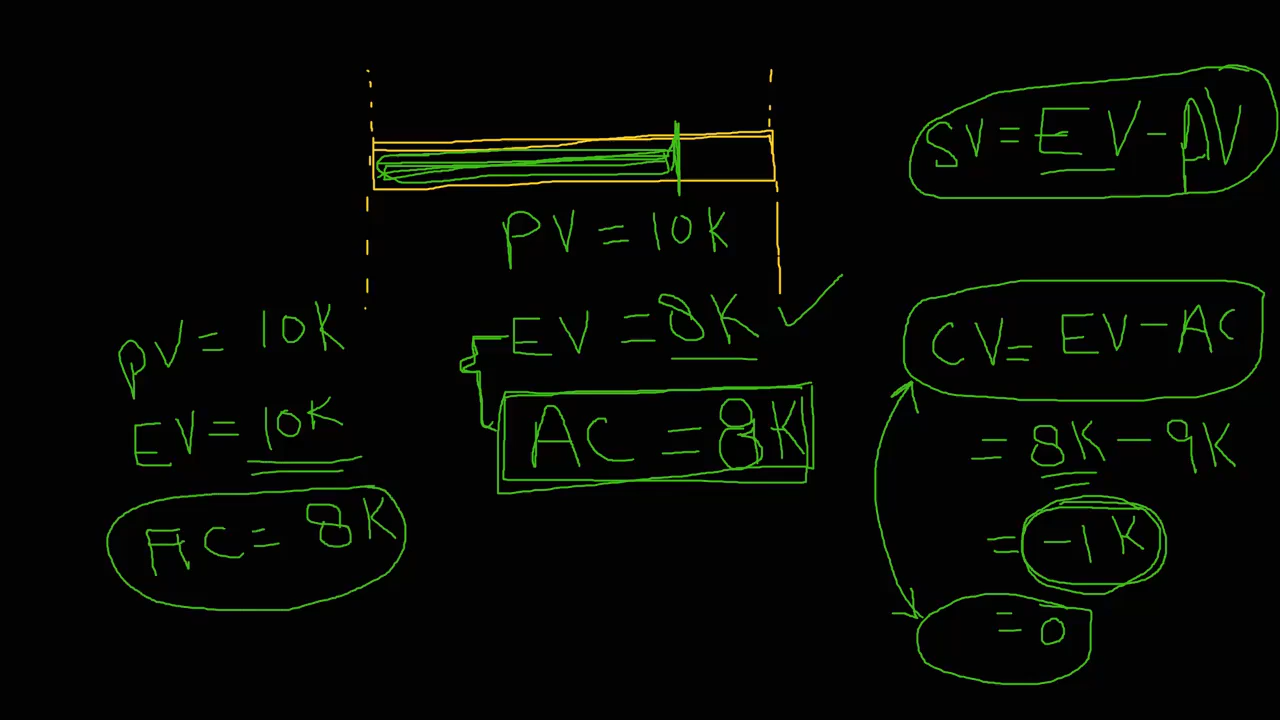 PV = 10K
EV = 8K
AC = 8K
PV = 10K
EV = 10K
AC = 8K
SV = EV - PV
CV = EV - AC
= 8K - 9K
= -1K
= 0